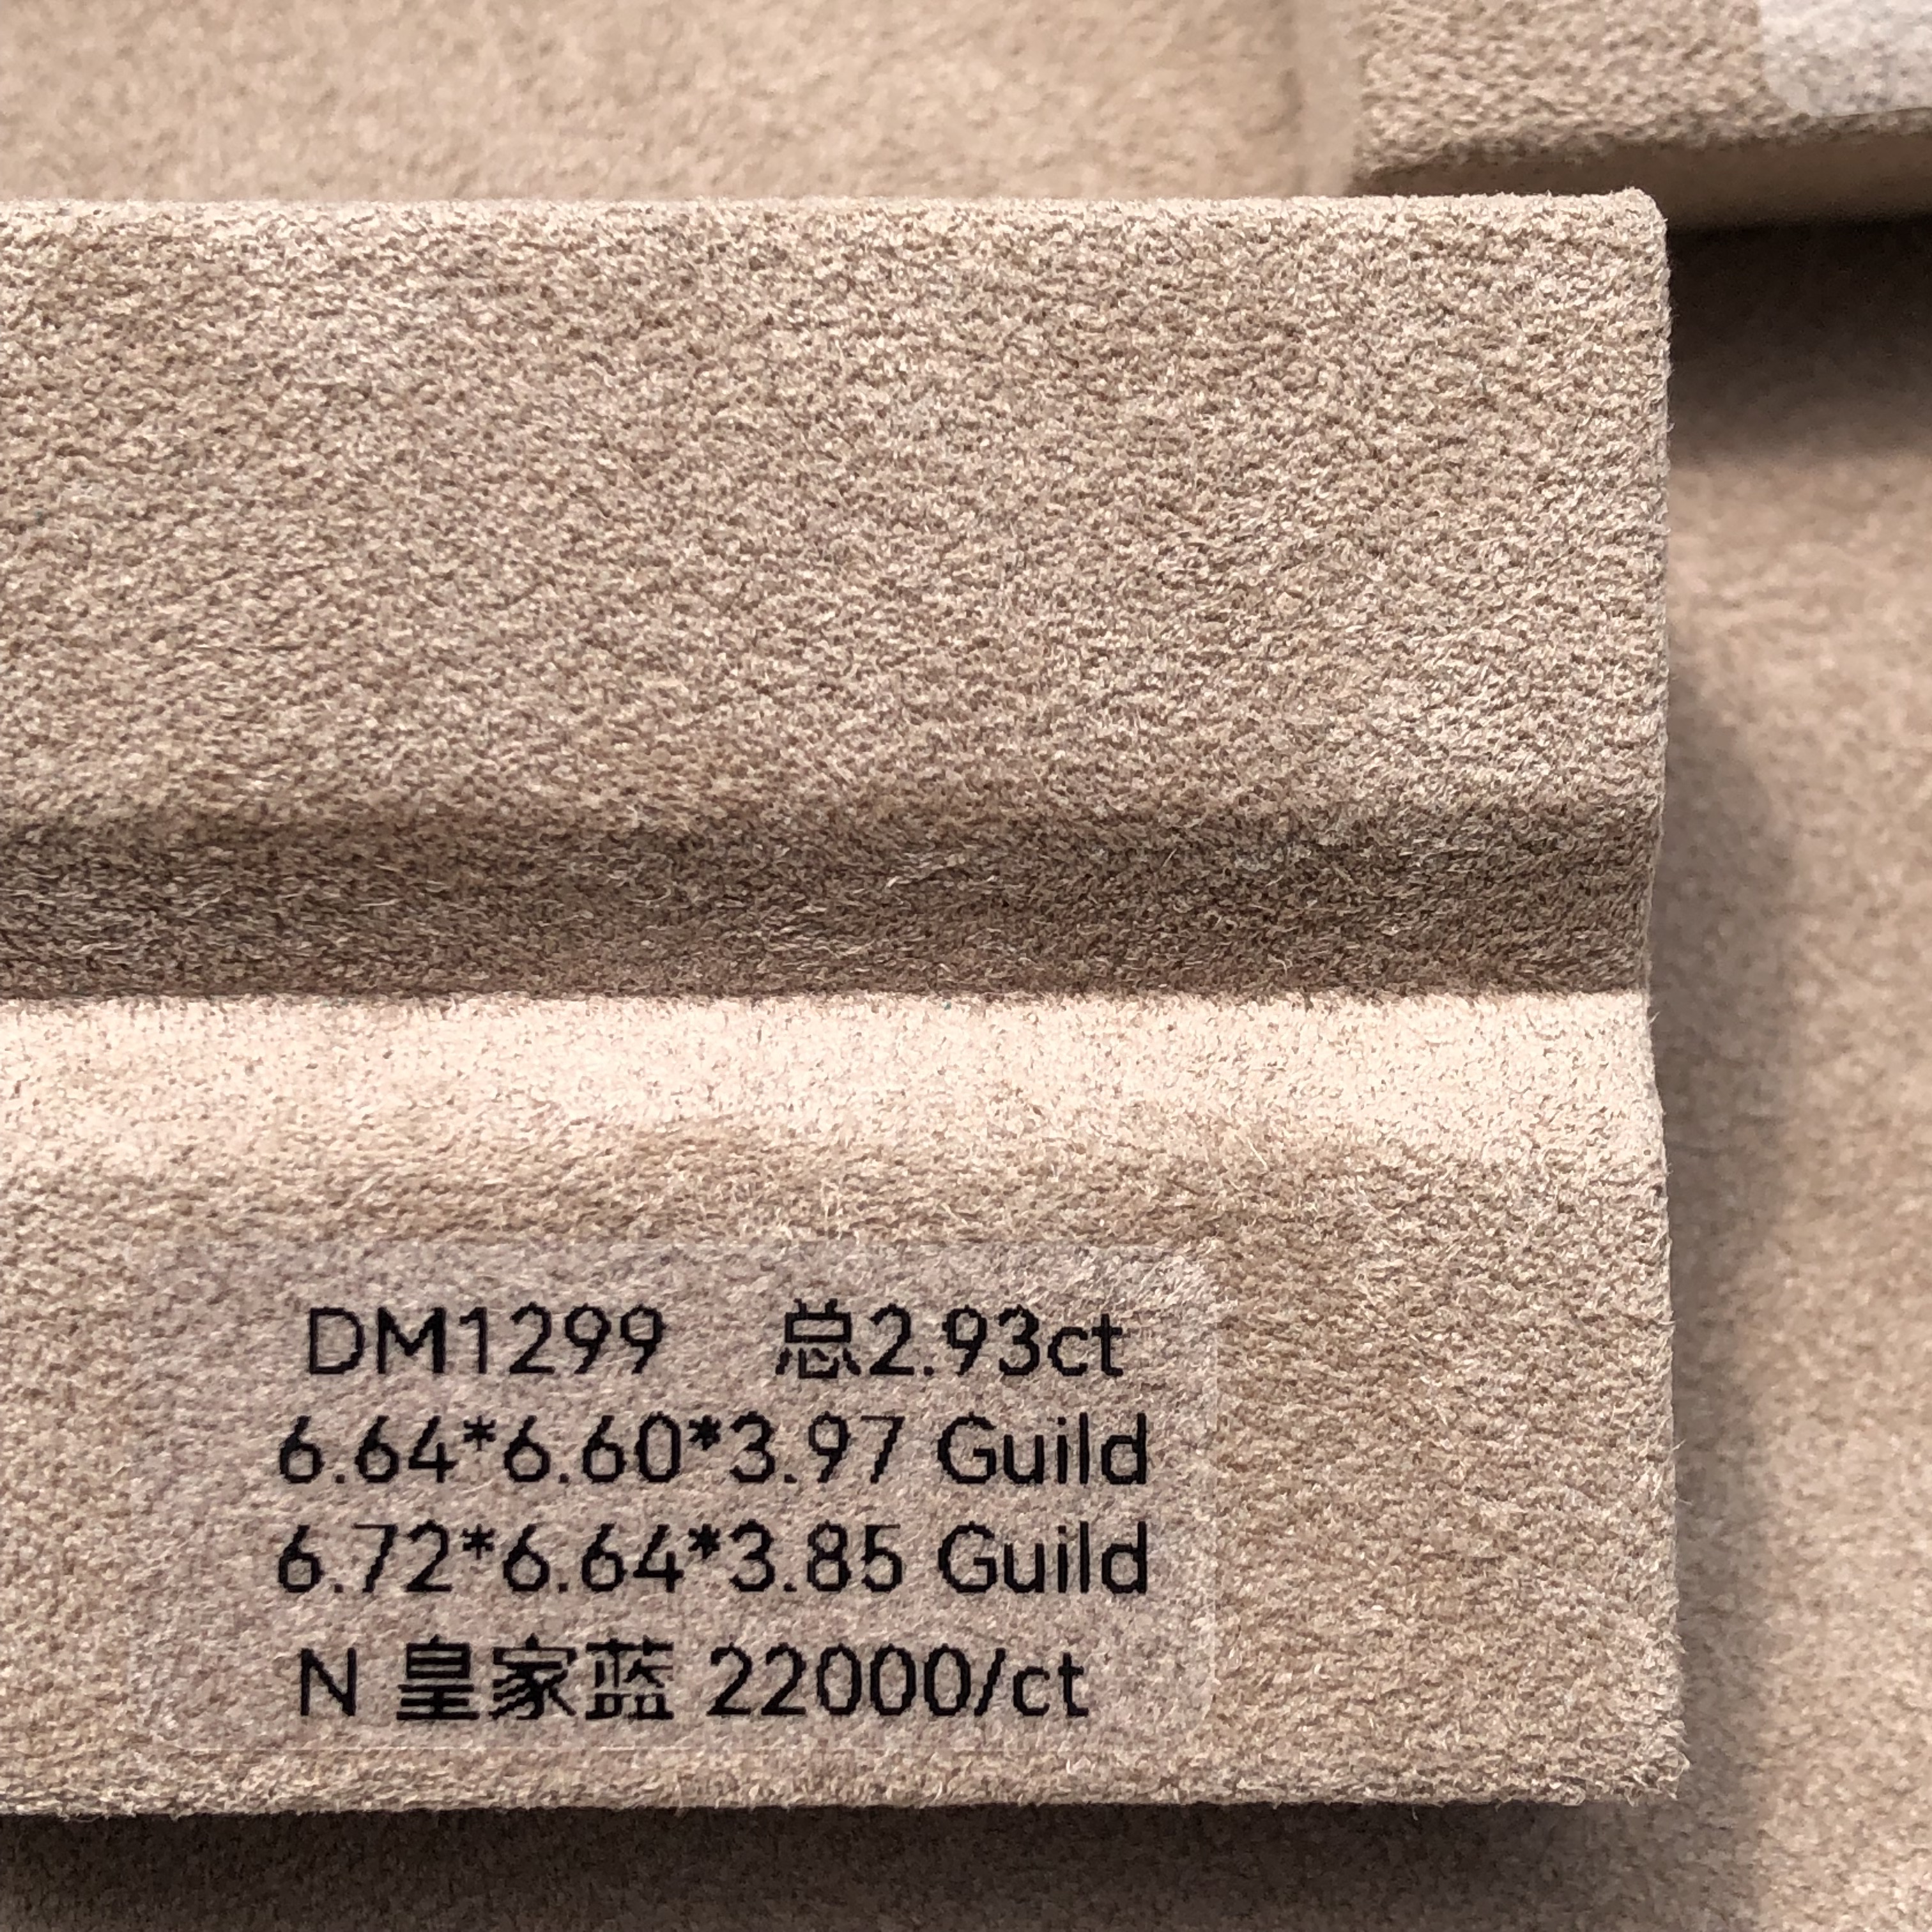 DM1299 总2.93ct
6.64*6.60*3.97 Guild
6.72*6.64*3.85 Guild
N 皇家蓝 22000/ct